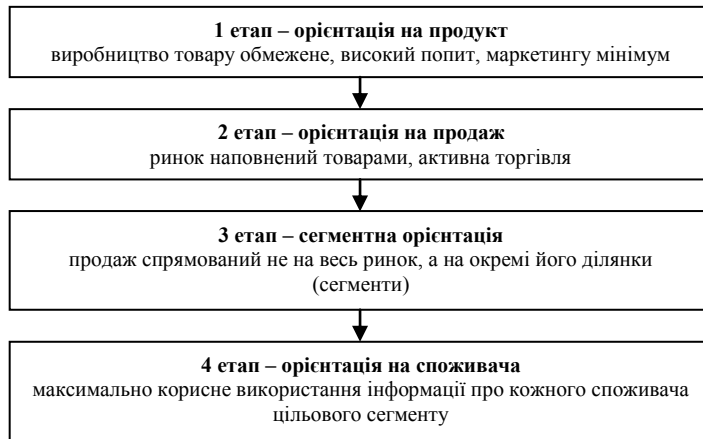 1 етап – орієнтація на продукт
виробництво товару обмежене, високий попит, маркетингу мінімум
2 етап – орієнтація на продаж
ринок наповнений товарами, активна торгівля
3 етап – сегментна орієнтація
продаж спрямований не на весь ринок, а на окремі його ділянки
(сегменти)
4 етап – орієнтація на споживача
максимально корисне використання інформації про кожного споживача
цільового сегменту